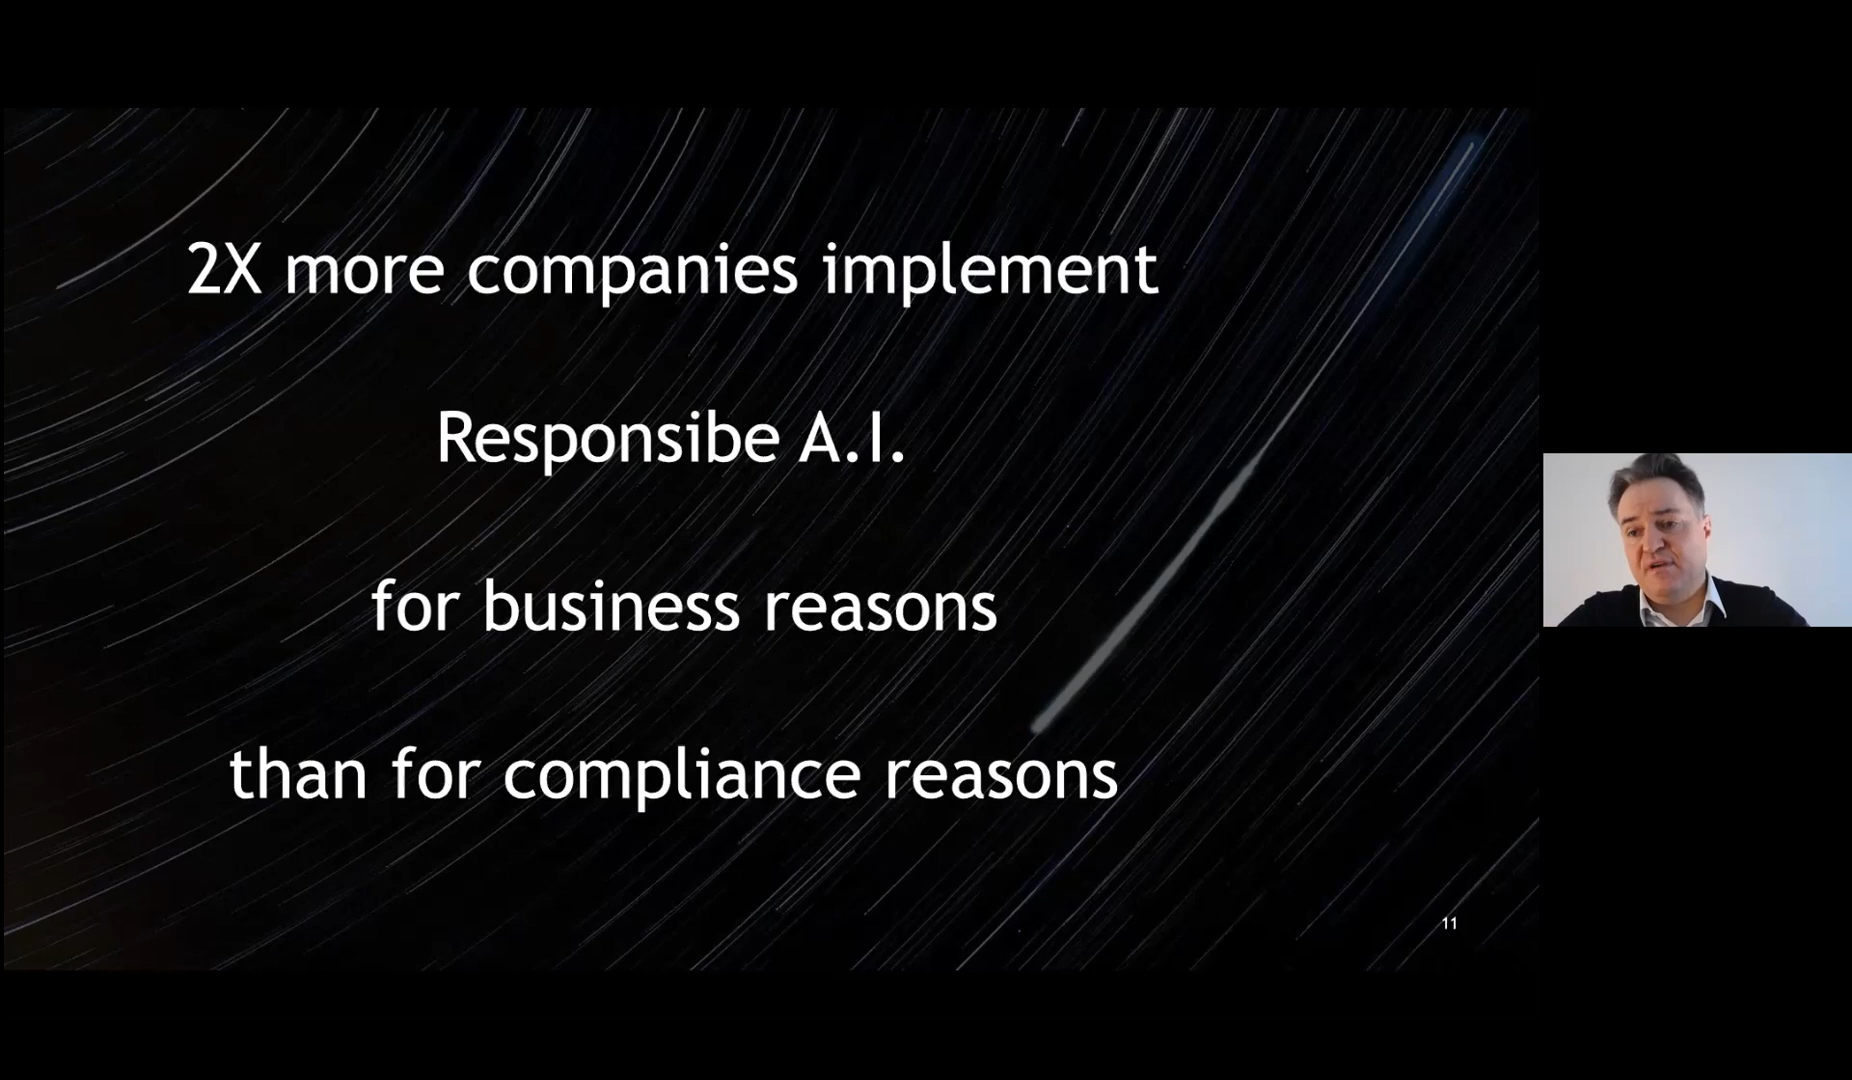 2X more companies implement
Responsibe A.I.
for business reasons
than for compliance reasons
11